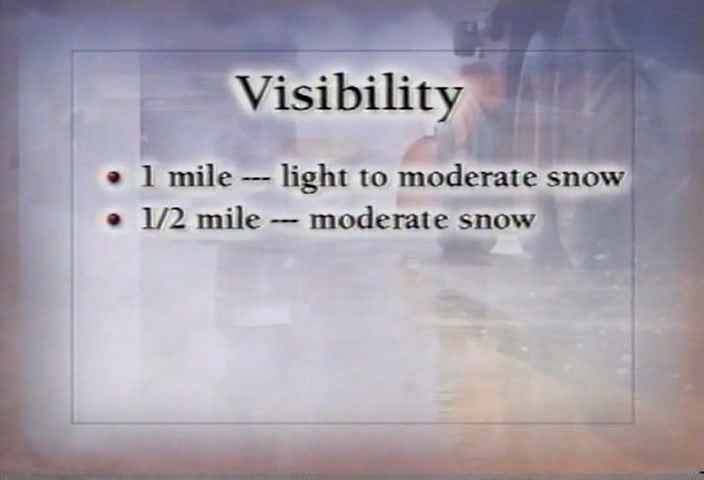 Visibility
1 mile --- light to moderate snow
1/2 mile --- moderate snow